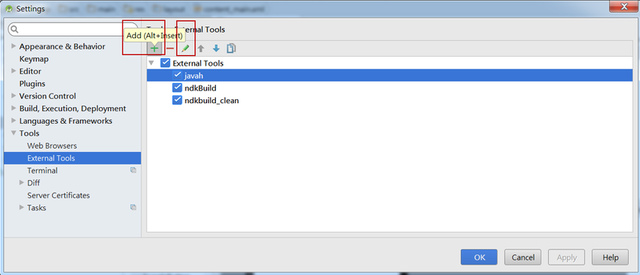 Settings
Add (Alt+Insert)
External Tools
Appearance & Behavior
Keymap
Editor
Plugins
Version Control
Build, Execution, Deployment
Languages & Frameworks
Tools
Web Browsers
External Tools
Terminal
Diff
Server Certificates
Tasks
External Tools
javah
ndkBuild
ndkbuild_clean
OK
Cancel
Apply
Help